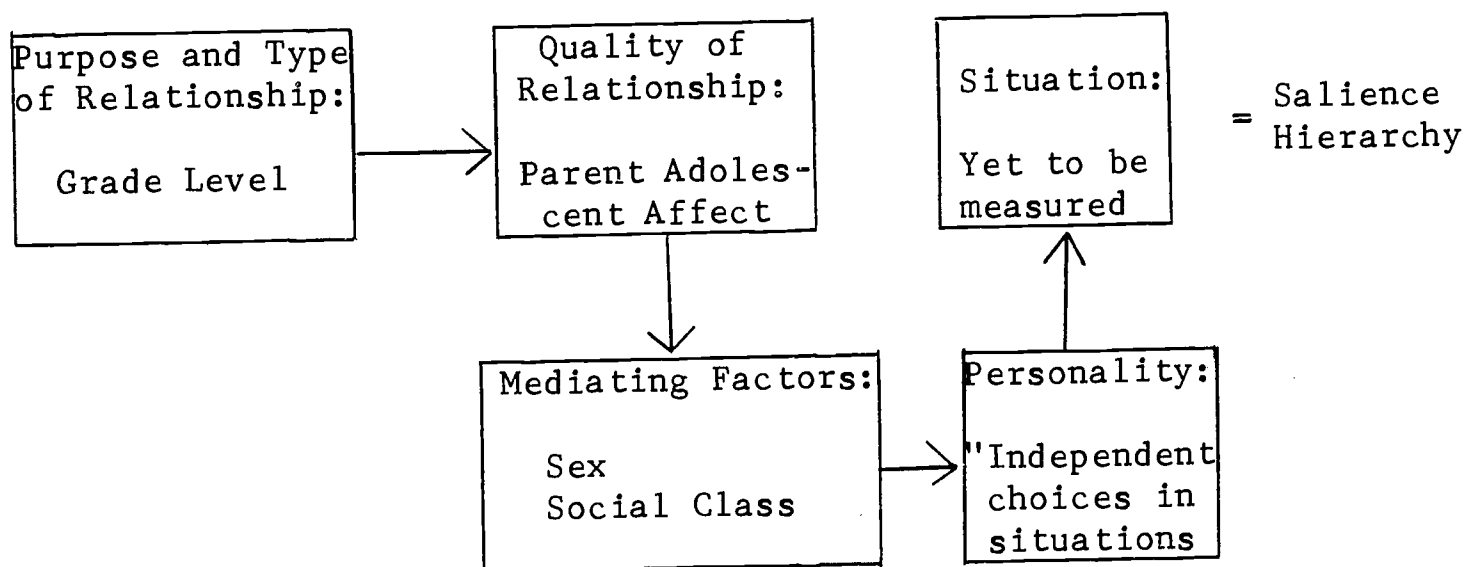 Purpose and Type
of Relationship:
Grade Level
Quality of
Relationship:
Parent Adoles-
cent Affect
Mediating Factors:
Sex
Social Class
Personality:
"Independent
choices in
situations
Situation:
Yet to be
measured
= Salience
Hierarchy